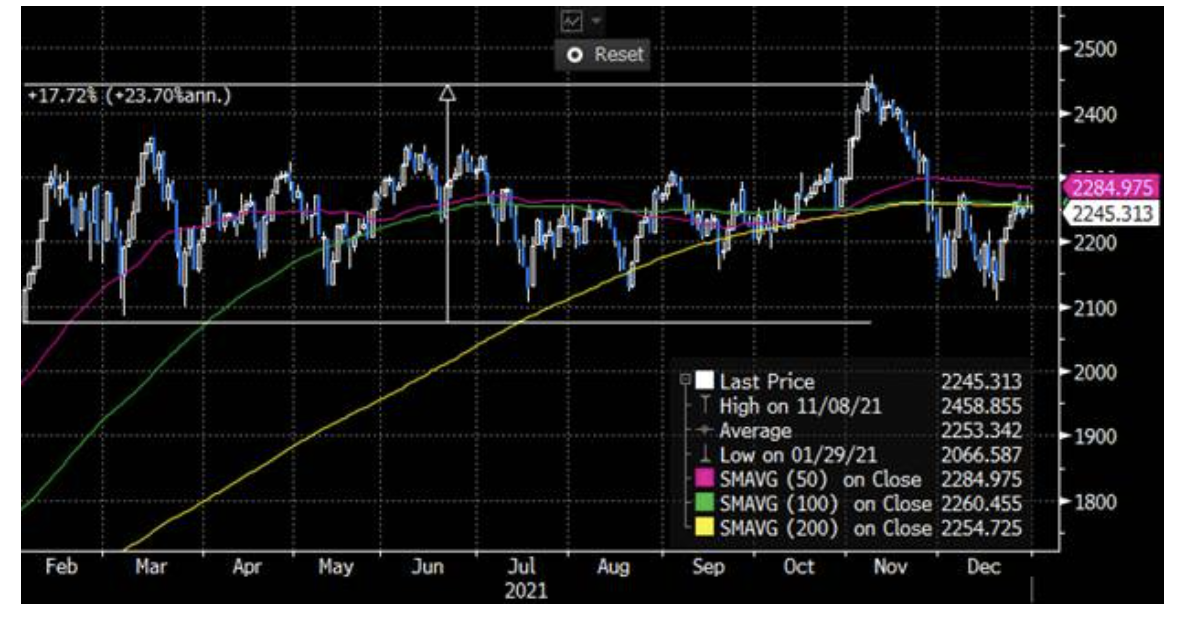 Reset
+17.72% (+23.70%ann.)
2500
2400
2284.975
2245.313
2200
2100
2000
1900
1800
Last Price 2245.313
High on 11/08/21 2458.855
Average 2253.342
Low on 01/29/21 2066.587
SMAVG (50) on Close 2284.975
SMAVG (100) on Close 2260.455
SMAVG (200) on Close 2254.725
Feb Mar Apr May Jun Jul Aug Sep Oct Nov Dec
2021